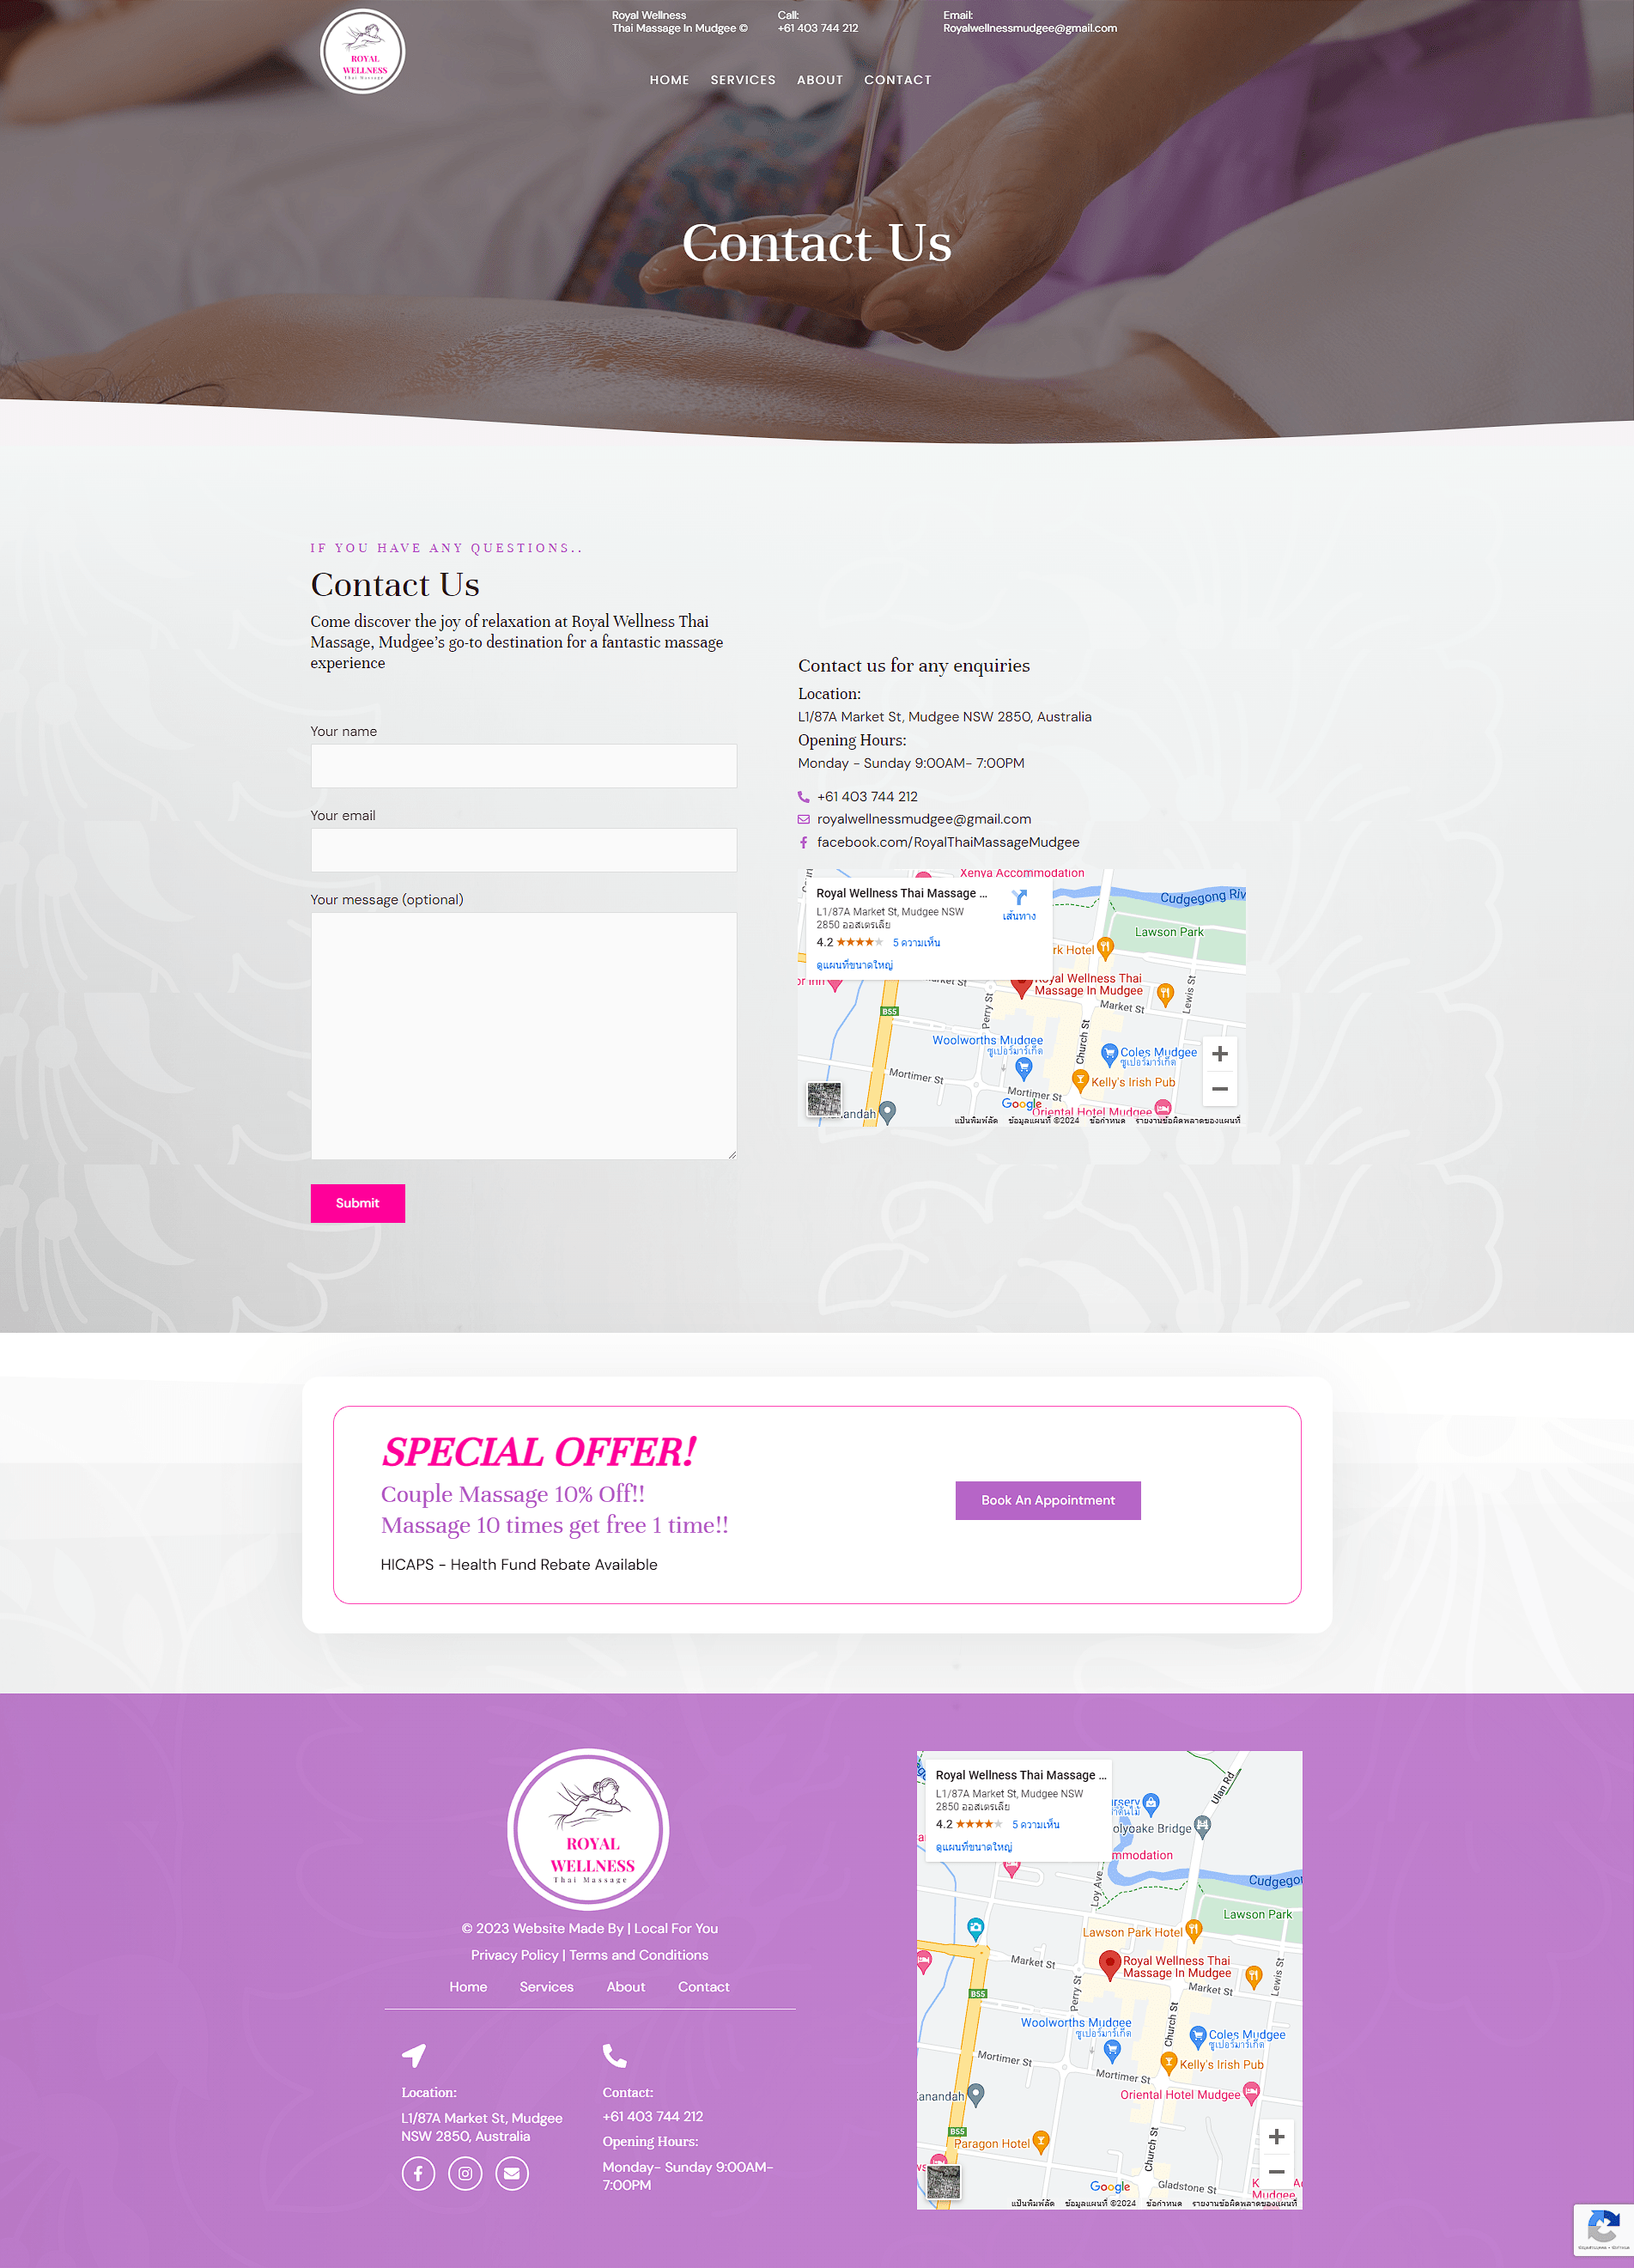 ROYAL
WELLNESS
Thai Massage
Royal Wellness
Thai Massage In Mudgee ©
Call:
+61 403 744 212
Email:
Royalwellnessmudgee@gmail.com
HOME SERVICES ABOUT CONTACT
Contact Us
IF YOU HAVE ANY QUESTIONS..
Contact Us
Come discover the joy of relaxation at Royal Wellness Thai
Massage, Mudgee's go-to destination for a fantastic massage
experience
Your name
Your email
Your message (optional)
Submit
Contact us for any enquiries
Location:
L1/87A Market St, Mudgee NSW 2850, Australia
Opening Hours:
Monday - Sunday 9:00AM- 7:00PM
+61 403 744 212
royalwellnessmudgee@gmail.com
facebook.com/RoyalThaiMassageMudgee
Xenya Accommodation
Royal Wellness Thai Massage ...
L1/87A Market St, Mudgee NSW
2850 ออสเตรเลีย
4.2 5 ความเห็น
ดูแผนที่ขนาดใหญ่
เส้นทาง
Cudgegong Riv
Lawson Park
rk Hotel
or Inn
Royal Wellness Thai
Massage In Mudgee
Market St
Perry St
Church St
Lewis St
B55
Woolworths Mudgee
ซูเปอร์มาร์เก็ต
Coles Mudgee
ซูเปอร์มาร์เก็ต
Kelly's Irish Pub
Mortimer St
Mortimer St
Google
Oriental Hotel Mudgee
anandah
แป้นพิมพ์ลัด ข้อมูลแผนที่ ©2024 ข้อกำหนด รายงานข้อผิดพลาดของแผนที่
SPECIAL OFFER!
Couple Massage 10% Off!!
Massage 10 times get free 1 time!!
HICAPS - Health Fund Rebate Available
Book An Appointment
ROYAL
WELLNESS
Thai Massage
© 2023 Website Made By | Local For You
Privacy Policy | Terms and Conditions
Home Services About Contact
Location:
L1/87A Market St, Mudgee
NSW 2850, Australia
Contact:
+61 403 744 212
Opening Hours:
Monday- Sunday 9:00AM-
7:00PM
Royal Wellness Thai Massage ...
L1/87A Market St, Mudgee NSW
2850 ออสเตรเลีย
4.2 5 ความเห็น
ดูแผนที่ขนาดใหญ่
Ulan Rd
olyoake Bridge
mmodation
Loy Ave
Cudgegor
Lawson Park
Lawson Park Hotel
Royal Wellness Thai
Massage In Mudgee
Market St
Market St
Perry St
Church St
Lewis St
B55
Woolworths Mudgee
ซูเปอร์มาร์เก็ต
Coles Mudgee
ซูเปอร์มาร์เก็ต
Kelly's Irish Pub
Mortimer St
Mortimer St
Oriental Hotel Mudgee
anandah
B55
Paragon Hotel
Church St
Gladstone St
Google
Mudgee
แป้นพิมพ์ลัด ข้อมูลแผนที่ ©2024 ข้อกำหนด รายงานข้อผิดพลาดของแผนที่